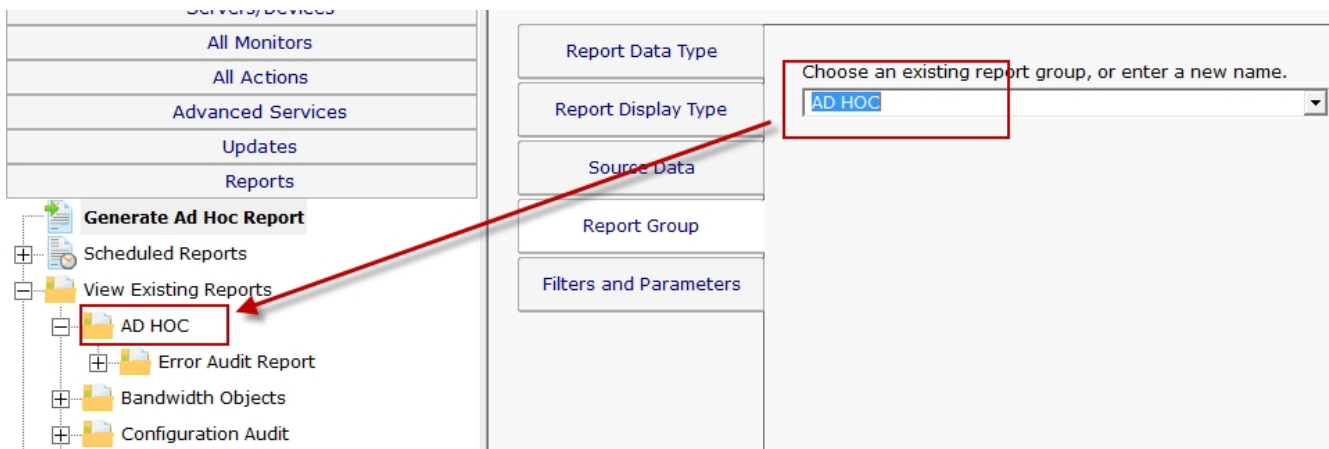 Servers/Devices
All Monitors
All Actions
Advanced Services
Updates
Reports
Generate Ad Hoc Report
Scheduled Reports
View Existing Reports
AD HOC
Error Audit Report
Bandwidth Objects
Configuration Audit
Report Data Type
Report Display Type
Source Data
Report Group
Filters and Parameters
Choose an existing report group, or enter a new name.
AD HOC